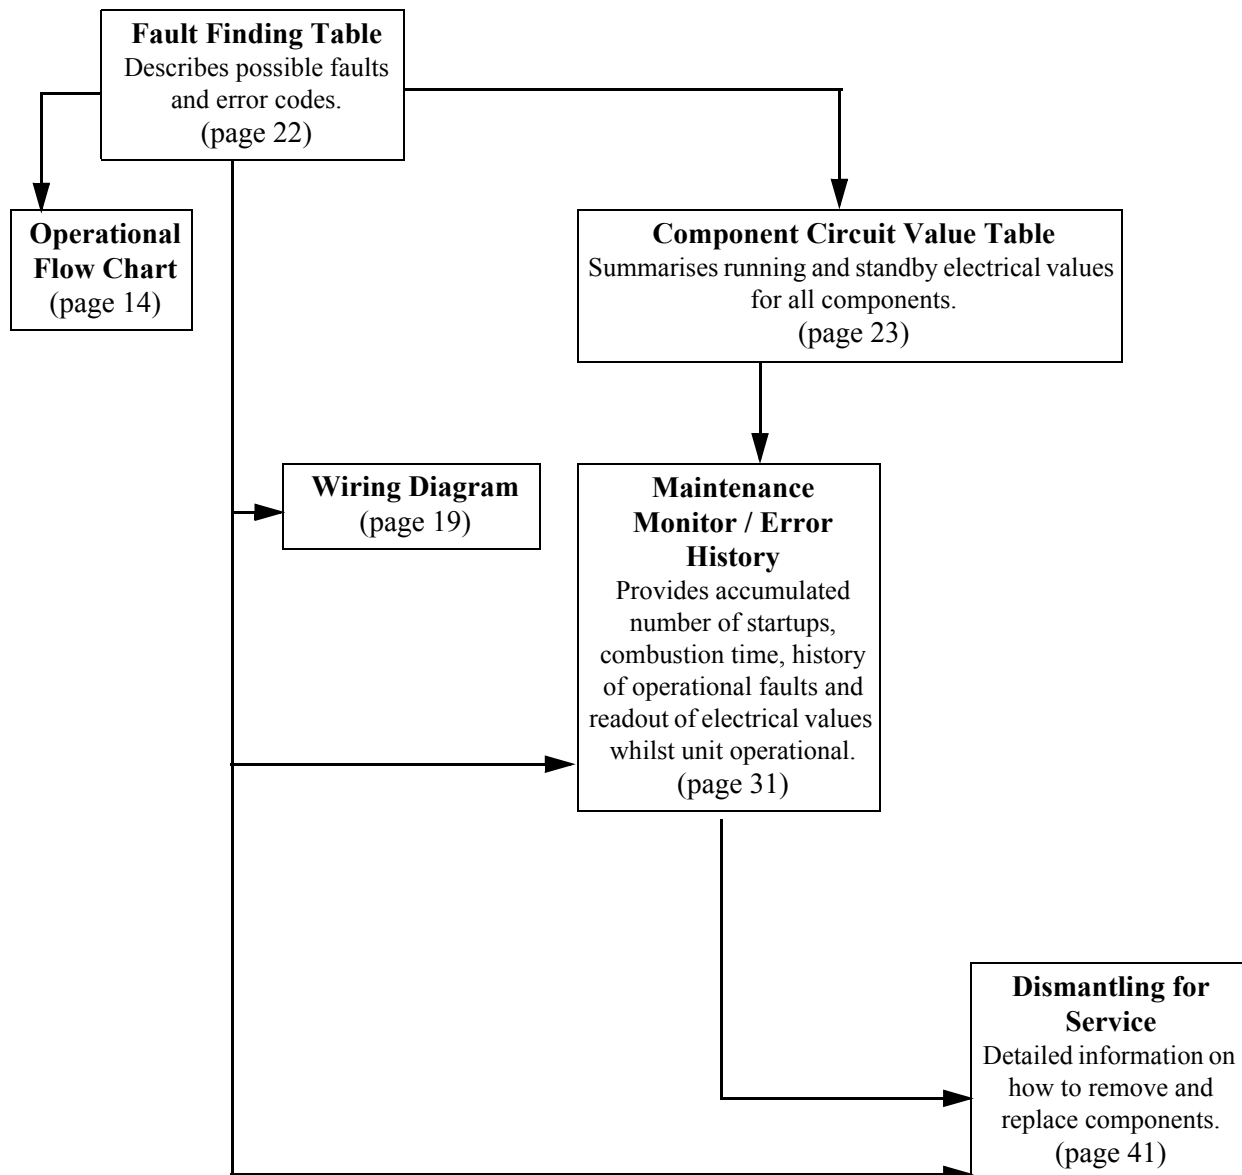 Fault Finding Table
Describes possible faults
and error codes.
(page 22)
Operational
Flow Chart
(page 14)
Component Circuit Value Table
Summarises running and standby electrical values
for all components.
(page 23)
Wiring Diagram
(page 19)
Maintenance
Monitor / Error
History
Provides accumulated
number of startups,
combustion time, history
of operational faults and
readout of electrical values
whilst unit operational.
(page 31)
Dismantling for
Service
Detailed information on
how to remove and
replace components.
(page 41)